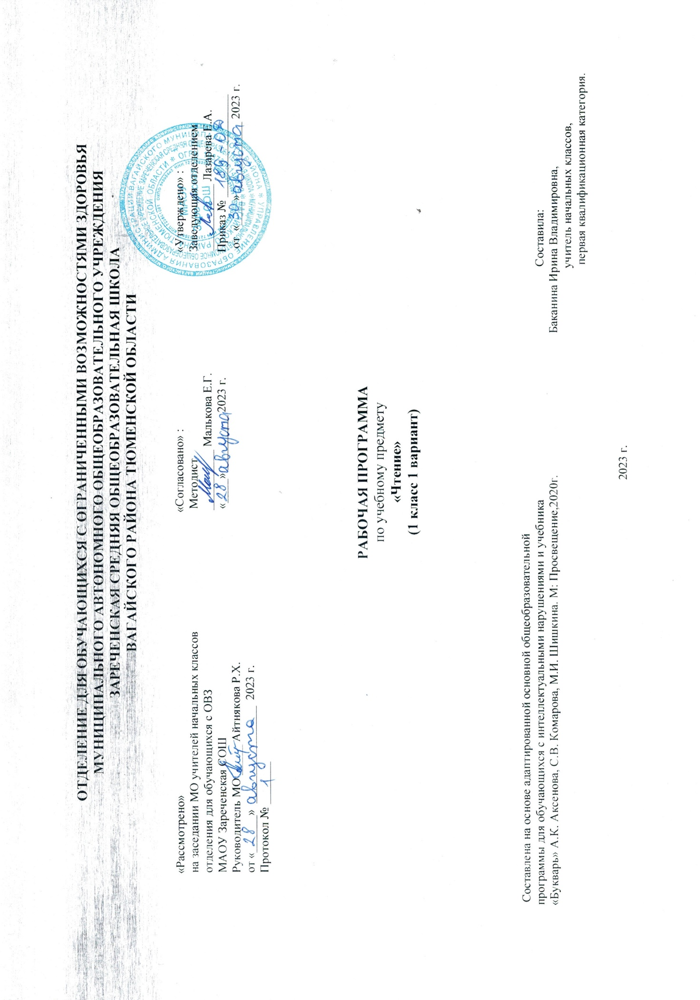 ОТДЕЛЕНИЕ ДЛЯ ОБУЧАЮЩИХСЯ С ОГРАНИЧЕННЫМИ ВОЗМОЖНОСТЯМИ ЗДОРОВЬЯ
МУНИЦИПАЛЬНОГО АВТОНОМНОГО ОБЩЕОБРАЗОВАТЕЛЬНОГО УЧРЕЖДЕНИЯ
ЗАРЕЧЕНСКАЯ СРЕДНЯЯ ОБЩЕОБРАЗОВАТЕЛЬНАЯ ШКОЛА
ВАГАЙСКОГО РАЙОНА ТЮМЕНСКОЙ ОБЛАСТИ
«Рассмотрено»
на заседании МО учителей начальных классов
отделения для обучающихся с ОВЗ
МАОУ Зареченская СОШ
Руководитель МО Айтнякова Р.Х.
от « 28 » августа 2023 г.
Протокол № 1
«Согласовано» :
Методист
Малькова Е.Г.
« 28 » августа 2023 г.
«Утверждено» :
Заведующая отделением
Лазарева Е.А.
Приказ № 189-од
от « 30 » августа 2023 г.
РАБОЧАЯ ПРОГРАММА
по учебному предмету
«Чтение»
(1 класс 1 вариант)
Составлена на основе адаптированной основной общеобразовательной
программы для обучающихся с интеллектуальными нарушениями и учебника
«Букварь» А.К. Аксенова, С.В. Комарова, М.И. Шишкина. М: Просвещение,2020г.
Составила:
Баканина Ирина Владимировна,
учитель начальных классов,
первая квалификационная категория.
2023 г.